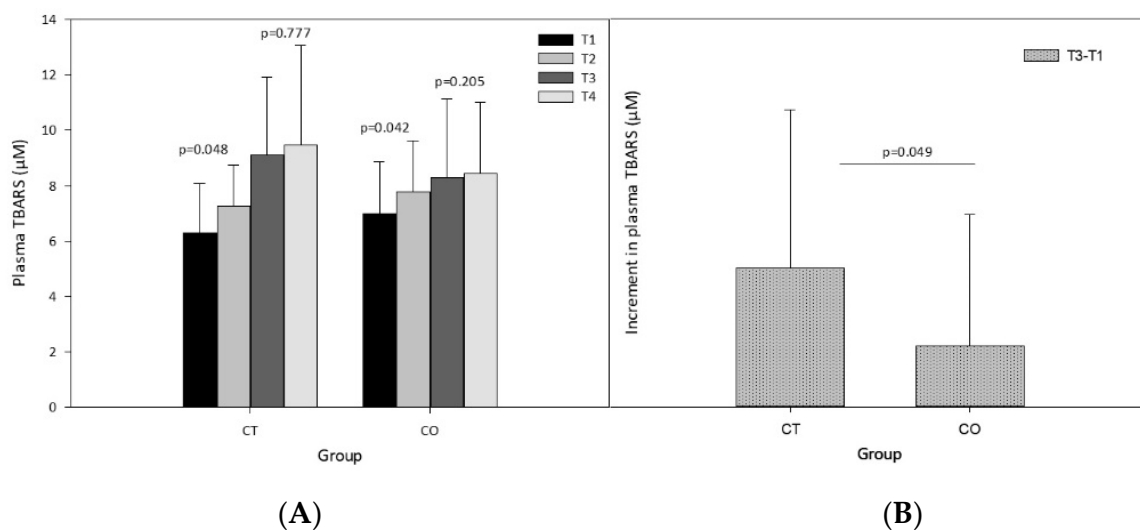 14
12
10
8
6
4
2
0
Plasma TBARS (µM)
p=0.777
p=0.048
p=0.205
p=0.042
T1
T2
T3
T4
CT
CO
Group
(A)
Increment in plasma TBARS (µM)
T3-T1
p=0.049
CT
CO
Group
(B)